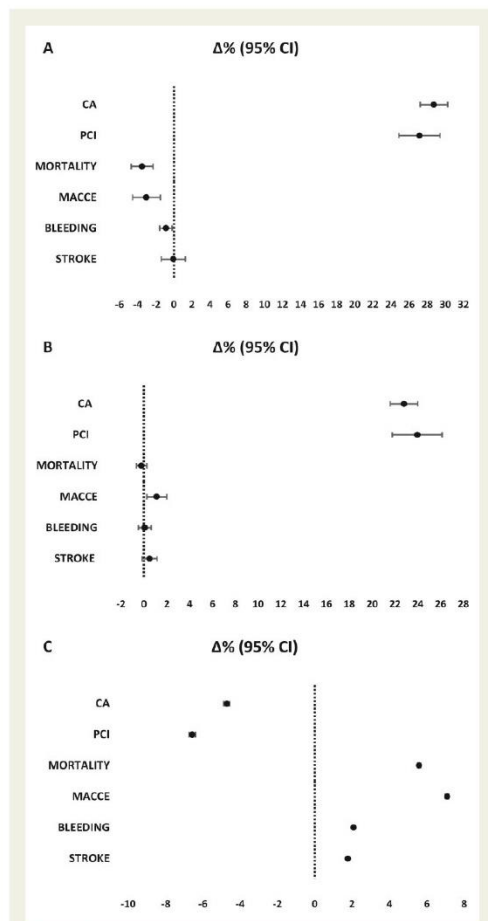 A Δ% (95% CI)
CA
PCI
MORTALITY
MACCE
BLEEDING
STROKE
-6 -4 -2 0 2 4 6 8 10 12 14 16 18 20 22 24 26 28 30 32
B Δ% (95% CI)
CA
PCI
MORTALITY
MACCE
BLEEDING
STROKE
-2 0 2 4 6 8 10 12 14 16 18 20 22 24 26 28
C Δ% (95% CI)
CA
PCI
MORTALITY
MACCE
BLEEDING
STROKE
-10 -8 -6 -4 -2 0 2 4 6 8